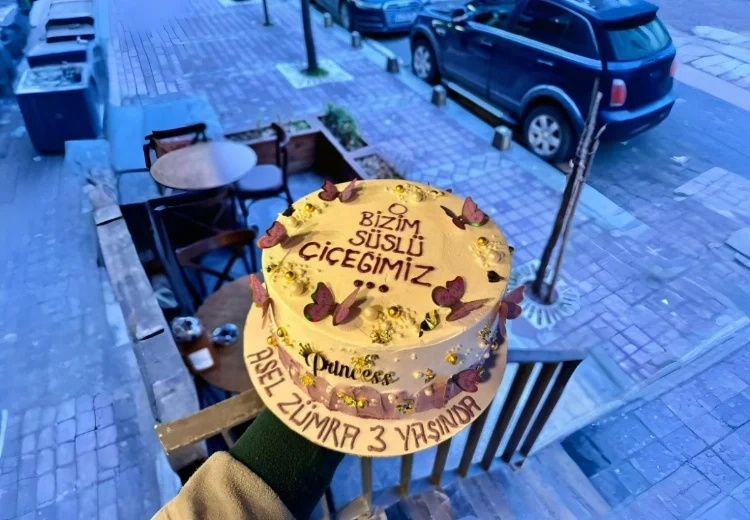 O
BİZİM
SÜSLÜ
ÇİÇEĞİMİZ
...
Princess
ASEL ZÜMRA 3 YAŞINDA